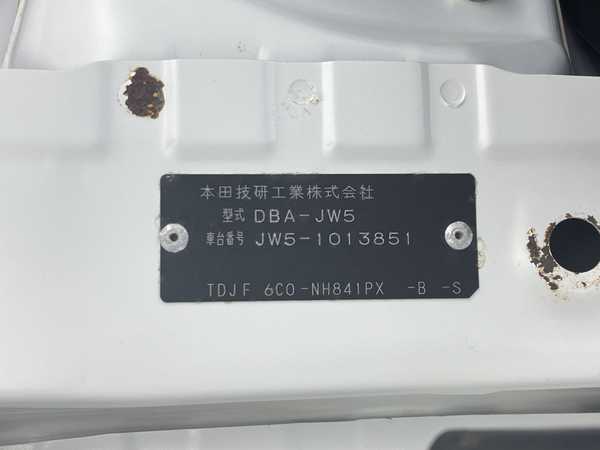 本田技研工業株式会社
型式 DBA-JW5
車台番号 JW5-1013851
TDJF 6CO-NH841PX -B -S